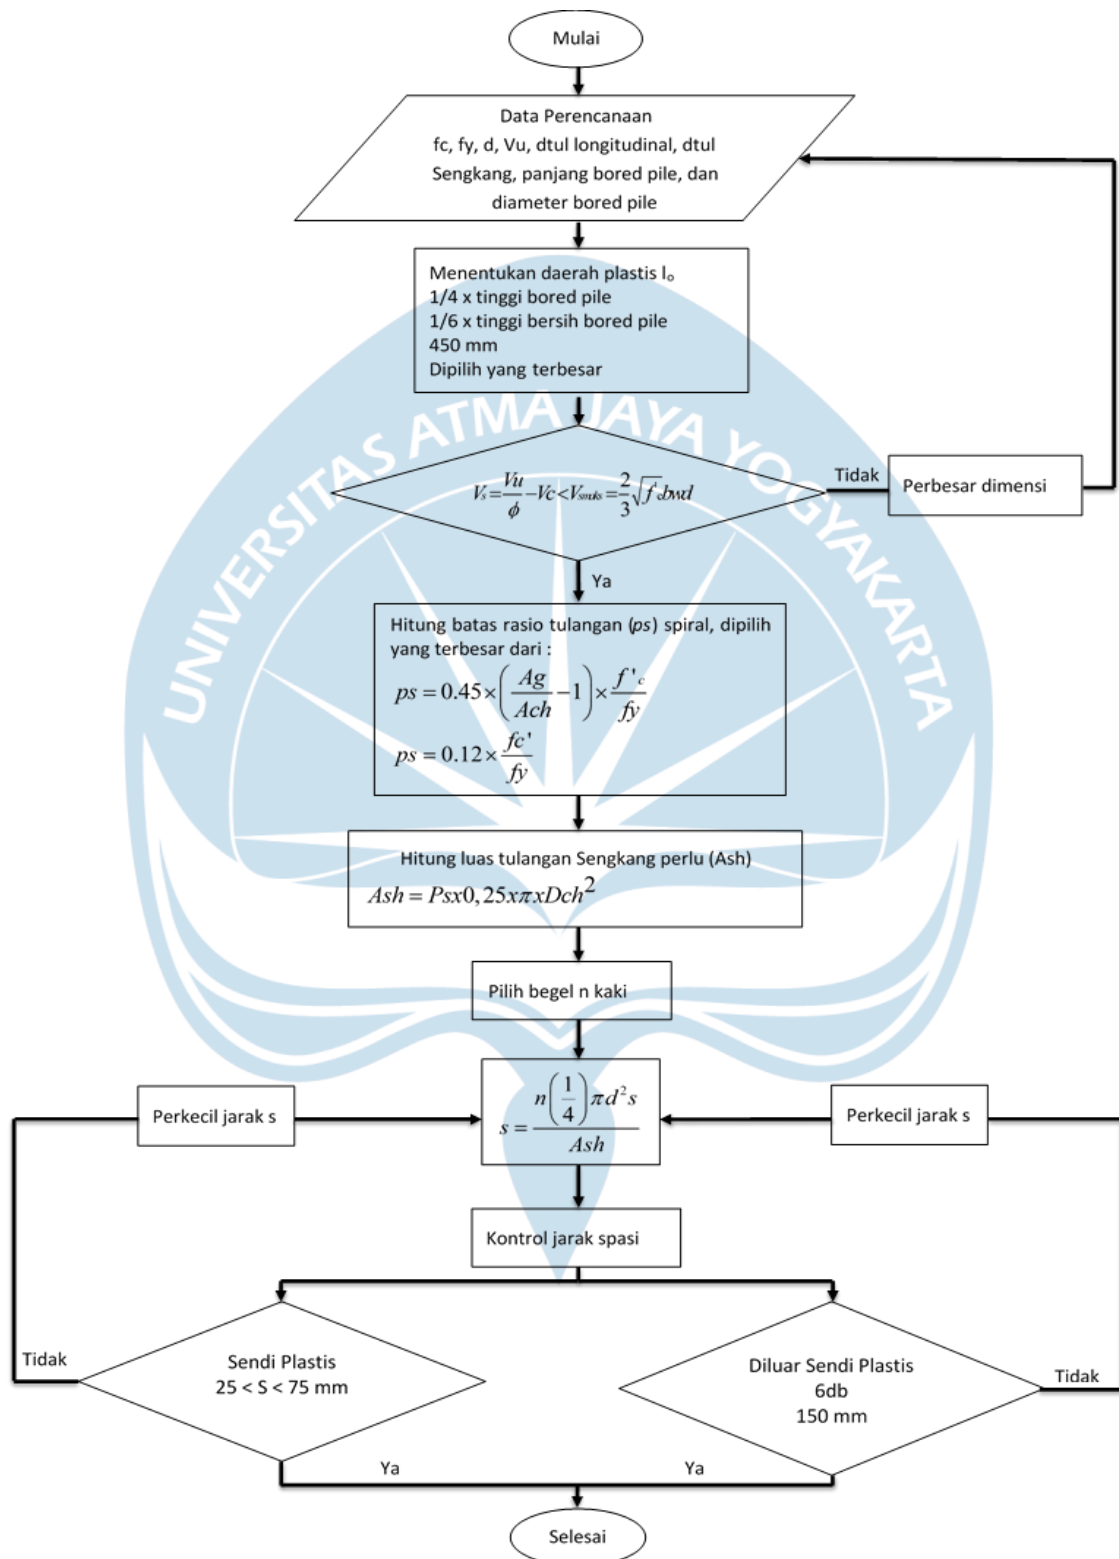 Mulai
Data Perencanaan
fc, fy, d, Vu, dtul longitudinal, dtul
Sengkang, panjang bored pile, dan
diameter bored pile
Menentukan daerah plastis lₒ
1/4 x tinggi bored pile
1/6 x tinggi bersih bored pile
450 mm
Dipilih yang terbesar
UNIVERSITAS ATMA JAYA YOGYAKARTA
Vs = Vu/ϕ − Vc < Vsmaks = 2/3 √f'c bwd
Tidak
Perbesar dimensi
Ya
Hitung batas rasio tulangan (ps) spiral, dipilih
yang terbesar dari :
ps = 0.45 × (Ag/Ach − 1) × f'c/fy
ps = 0.12 × fc'/fy
Hitung luas tulangan Sengkang perlu (Ash)
Ash = Psx0,25xπxDch²
Pilih begel n kaki
Perkecil jarak s
s = n(1/4)πd²s/Ash
Perkecil jarak s
Kontrol jarak spasi
Tidak
Sendi Plastis
25 < S < 75 mm
Diluar Sendi Plastis
6db
150 mm
Tidak
Ya
Ya
Selesai